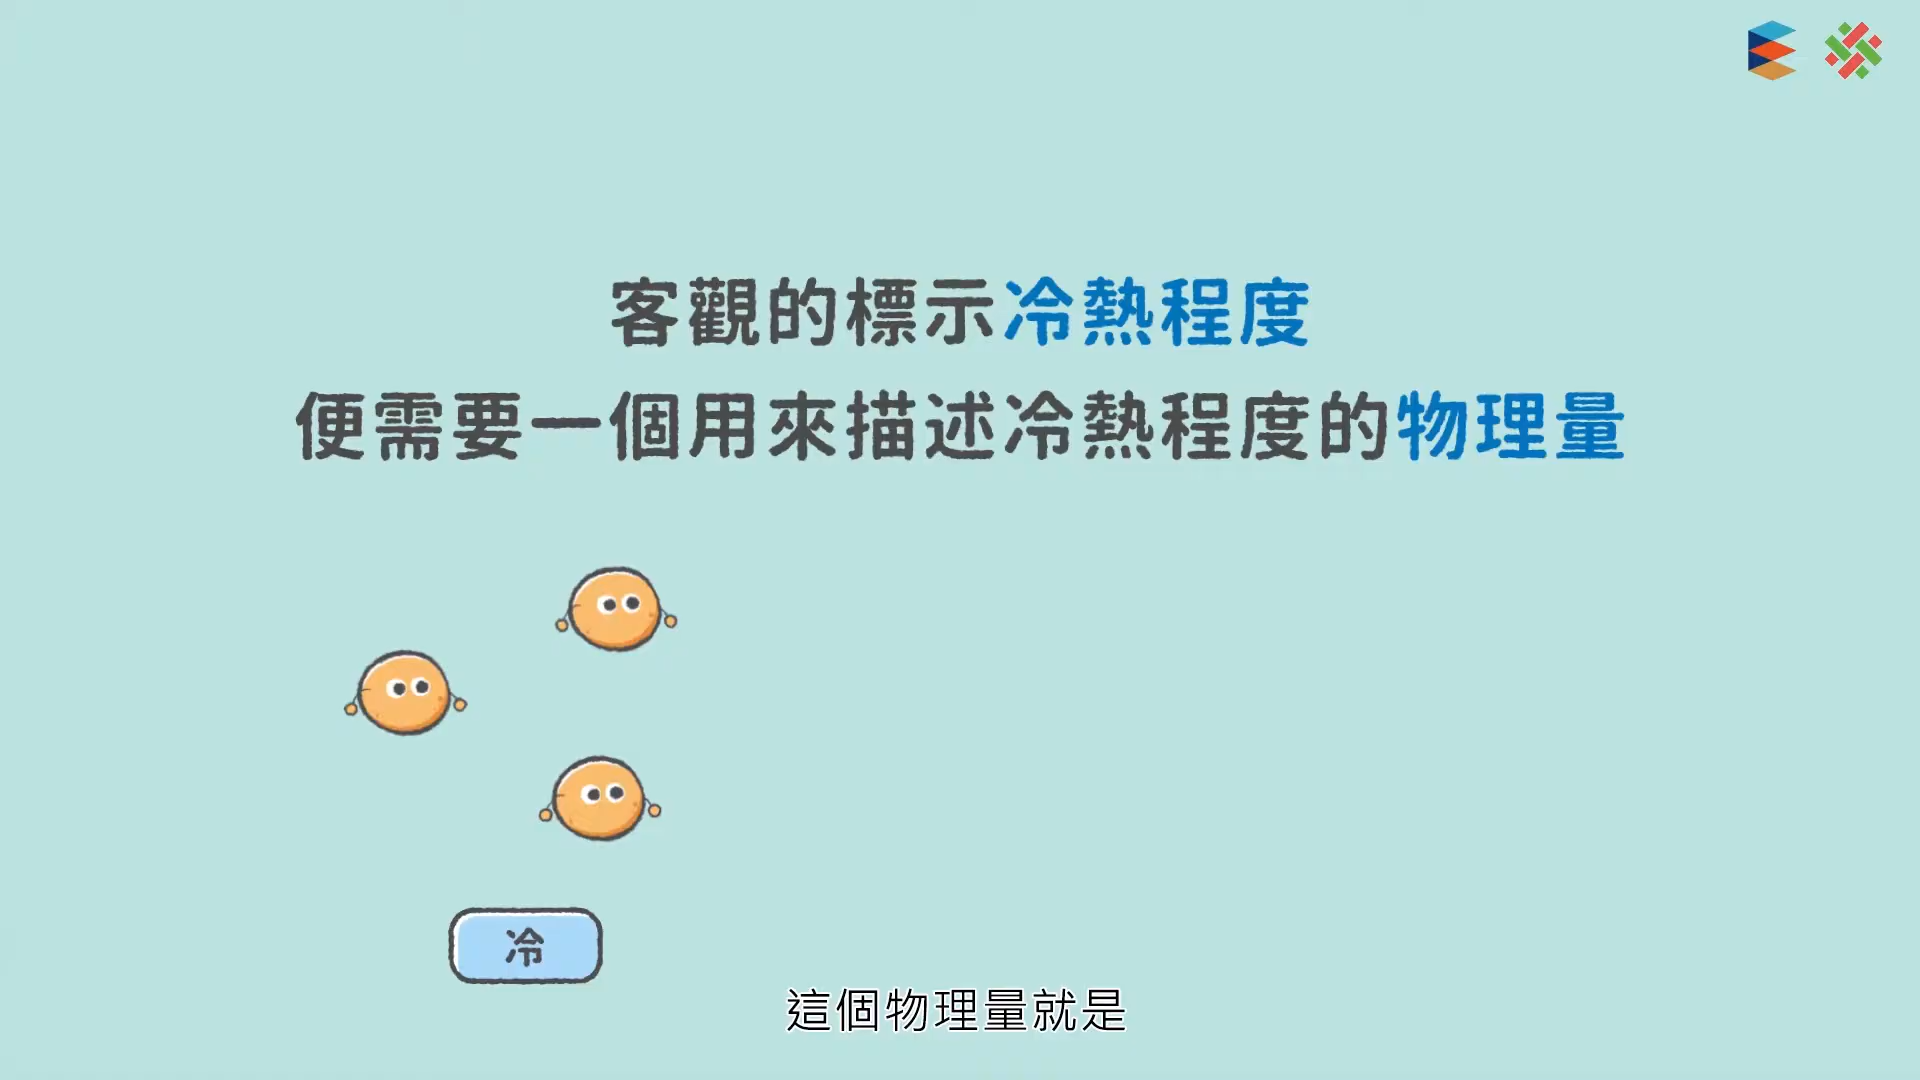 客觀的標示冷熱程度
便需要一個用來描述冷熱程度的物理量
冷
這個物理量就是